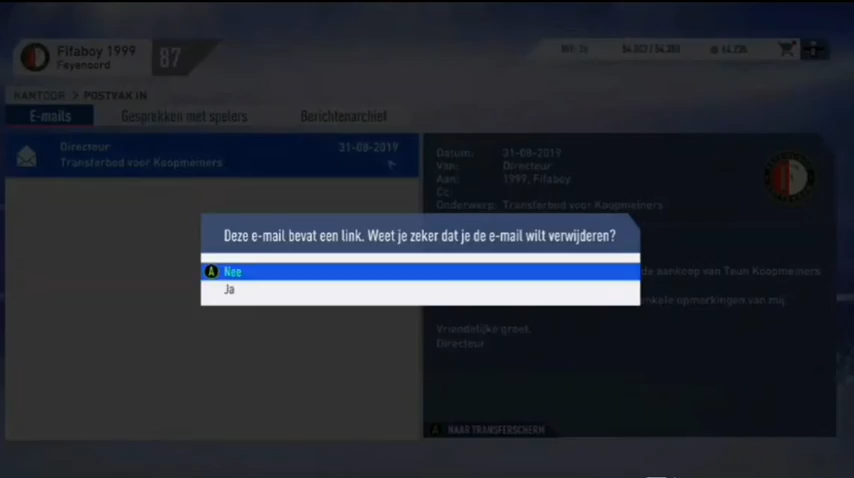 Fifaboy 1999
Feyenoord
87
KANTOOR > POSTVAK IN
E-mails
Gesprekken met spelers
Berichtenarchief
Directeur
31-08-2019
Transferbod voor Koopmeiners
Datum: 31-08-2019
Van: Directeur
Aan: 1999, Fifaboy
Cc:
Onderwerp: Transferbod voor Koopmeiners
Deze e-mail bevat een link. Weet je zeker dat je de e-mail wilt verwijderen?
A Nee
Ja
de aankoop van Teun Koopmeiners
enkele opmerkingen van mij.
Vriendelijke groet,
Directeur
A NAAR TRANSFERSCHERM